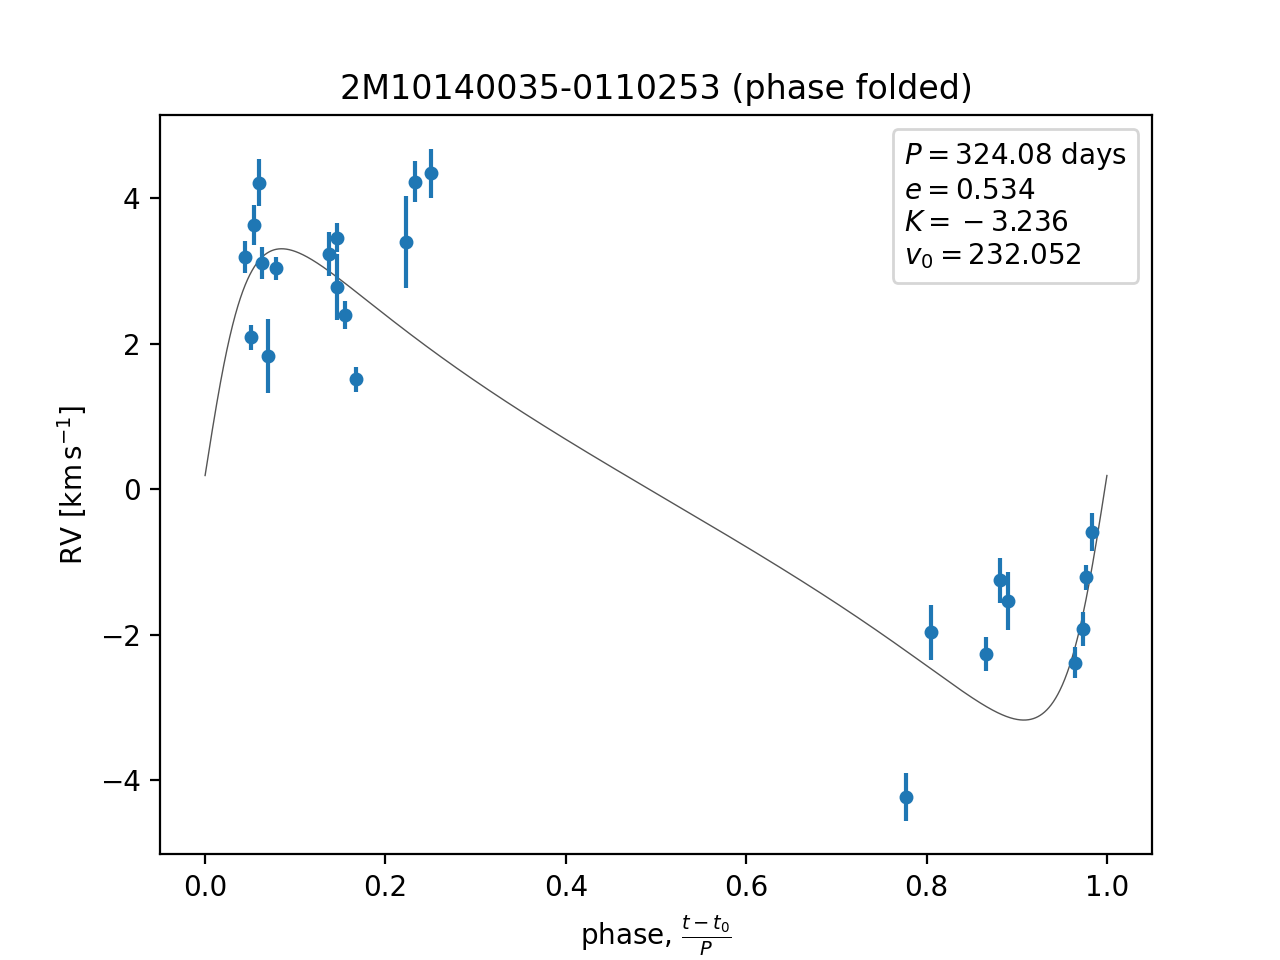 2M10140035-0110253 (phase folded)
P = 324.08 days
e = 0.534
K = − 3.236
v₀ = 232.052
RV [km s⁻¹]
4
2
0
−2
−4
0.0 0.2 0.4 0.6 0.8 1.0
phase, (t − t₀)/P